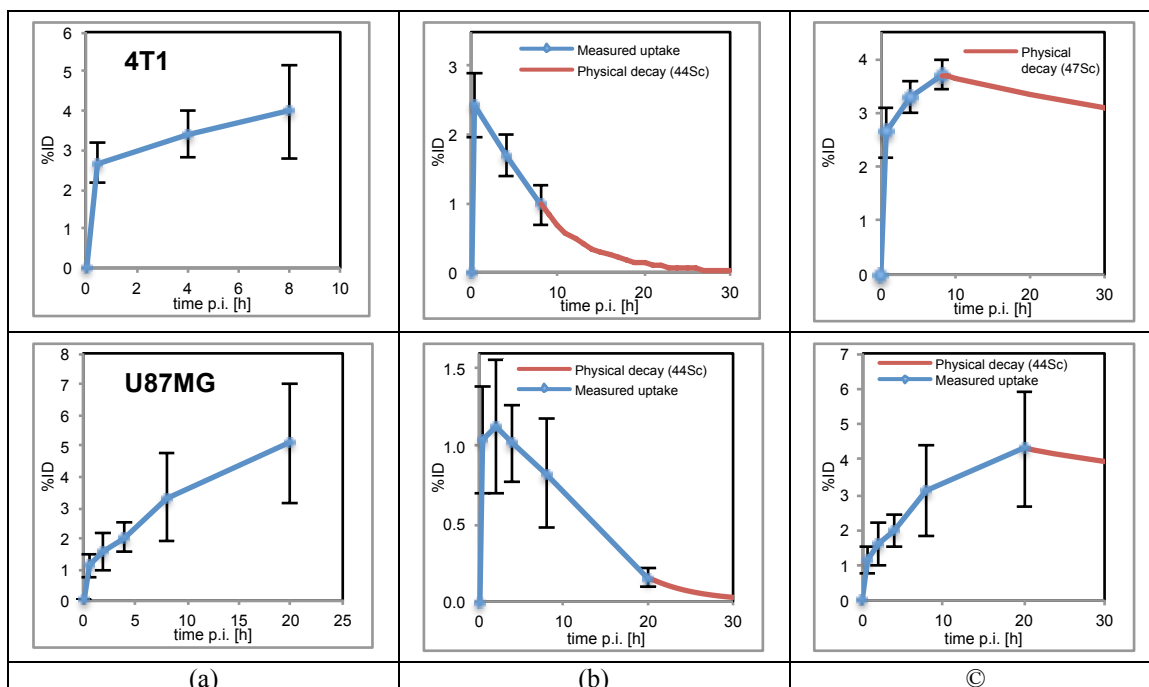 6
5
4
3
2
1
0
%ID
4T1
0 2 4 6 8 10
time p.i. [h]
3
2
1
0
%ID
Measured uptake
Physical decay (44Sc)
0 10 20 30
time p.i. [h]
4
3
2
1
0
%ID
Physical
decay (47Sc)
0 10 20 30
time p.i. [h]
8
7
6
5
4
3
2
1
0
%ID
U87MG
0 5 10 15 20 25
time p.i. [h]
1.5
1.0
0.5
0.0
%ID
Physical decay (44Sc)
Measured uptake
0 10 20 30
time p.i. [h]
7
6
5
4
3
2
1
0
%ID
Physical decay (44Sc)
Measured uptake
0 10 20 30
time p.i. [h]
(a) (b) ©